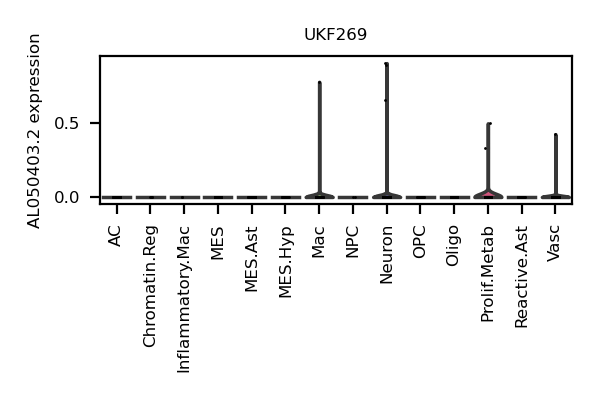 UKF269
AL050403.2 expression
0.5
0.0
AC
Chromatin.Reg
Inflammatory.Mac
MES
MES.Ast
MES.Hyp
Mac
NPC
Neuron
OPC
Oligo
Prolif.Metab
Reactive.Ast
Vasc